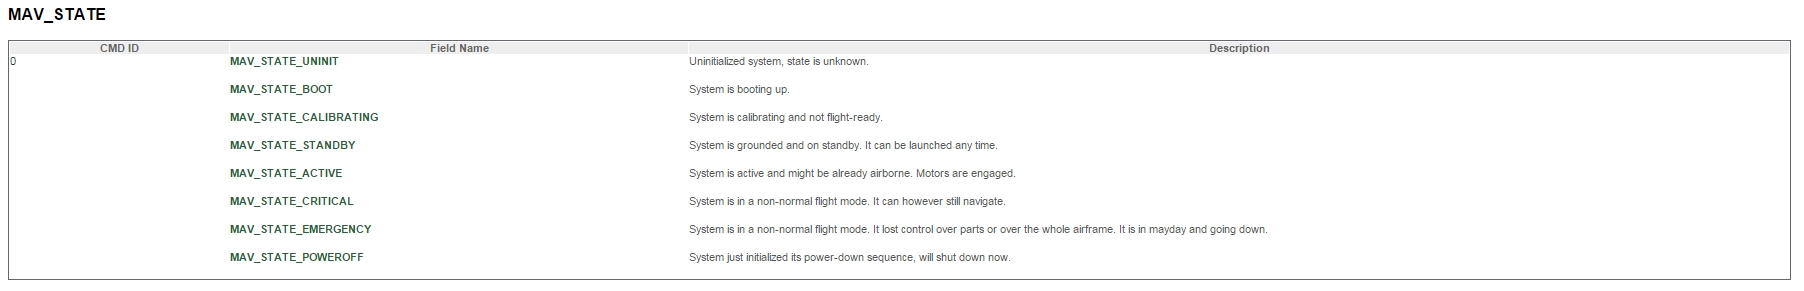 MAV_STATE
CMD ID Field Name Description
0 MAV_STATE_UNINIT Uninitialized system, state is unknown.
MAV_STATE_BOOT System is booting up.
MAV_STATE_CALIBRATING System is calibrating and not flight-ready.
MAV_STATE_STANDBY System is grounded and on standby. It can be launched any time.
MAV_STATE_ACTIVE System is active and might be already airborne. Motors are engaged.
MAV_STATE_CRITICAL System is in a non-normal flight mode. It can however still navigate.
MAV_STATE_EMERGENCY System is in a non-normal flight mode. It lost control over parts or over the whole airframe. It is in mayday and going down.
MAV_STATE_POWEROFF System just initialized its power-down sequence, will shut down now.